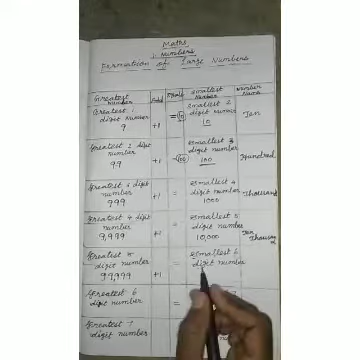 Maths
1. Numbers
Formation of Large Numbers
Greatest Number Add Equals Smallest Number Number Name
Greatest 1 digit number 9 +1 = 10 Smallest 2 digit number 10 Ten
Greatest 2 digit number 99 +1 = 100 Smallest 3 digit number 100 Hundred
Greatest 3 digit number 999 +1 = Smallest 4 digit number 1000 Thousand
Greatest 4 digit number 9,999 +1 = Smallest 5 digit number 10,000 Ten Thousand
Greatest 5 digit number 99,999 +1 = Smallest 6 digit number
Greatest 6 digit number =
Greatest 7 digit number